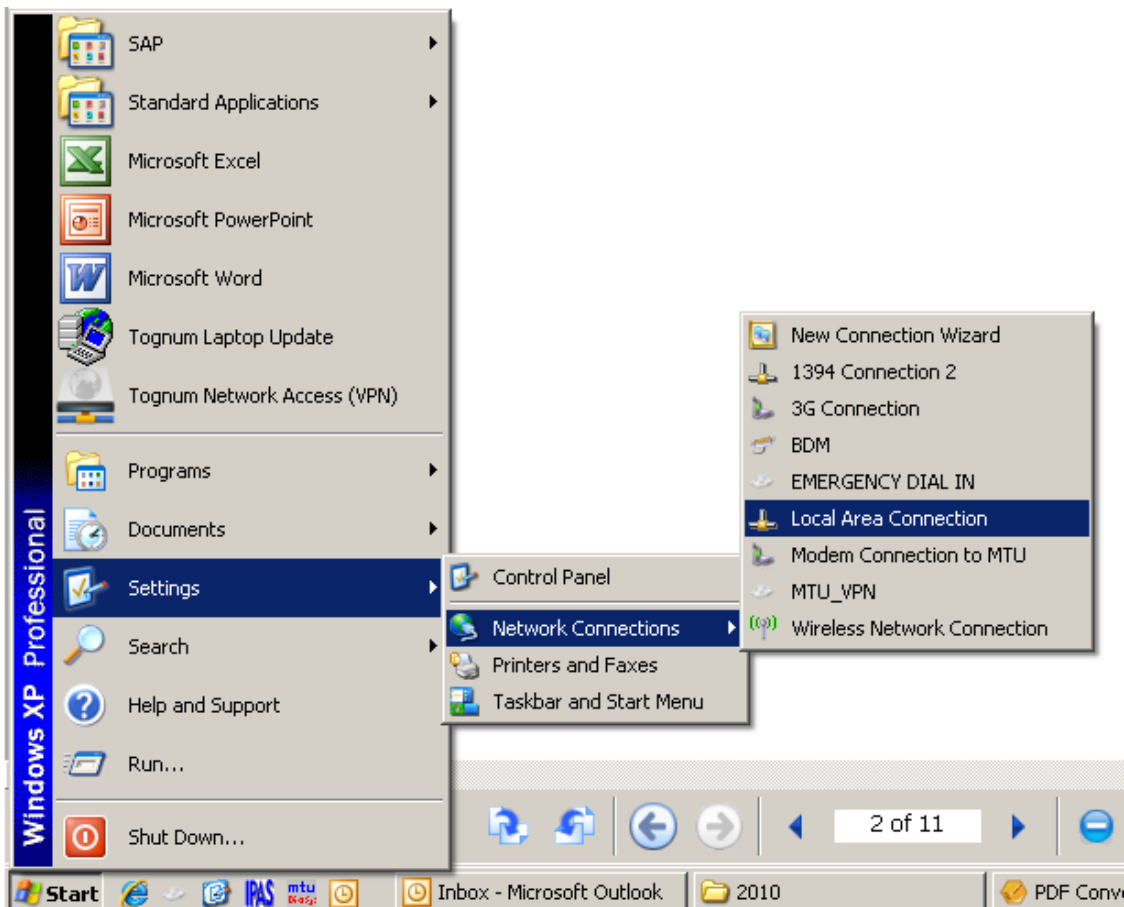 SAP
Standard Applications
Microsoft Excel
Microsoft PowerPoint
Microsoft Word
Tognum Laptop Update
Tognum Network Access (VPN)
Programs
Documents
Settings
Search
Help and Support
Run...
Shut Down...
Windows XP Professional
Control Panel
Network Connections
Printers and Faxes
Taskbar and Start Menu
New Connection Wizard
1394 Connection 2
3G Connection
BDM
EMERGENCY DIAL IN
Local Area Connection
Modem Connection to MTU
MTU_VPN
Wireless Network Connection
2 of 11
Start
IPAS
mtu
Inbox - Microsoft Outlook
2010
PDF Conve